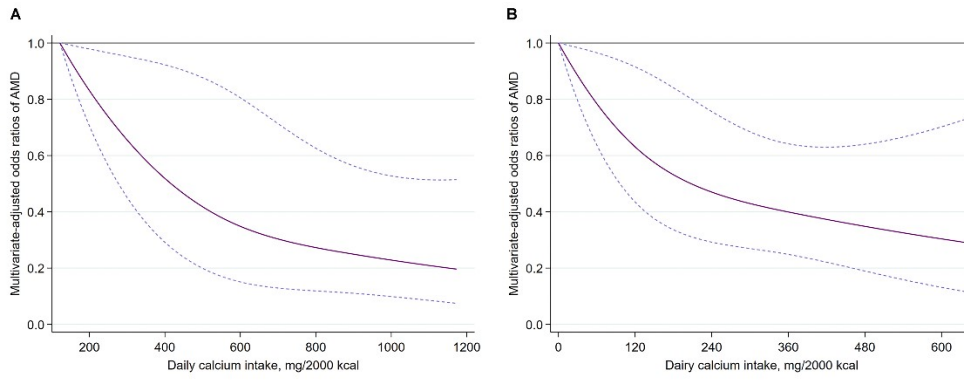 A
Multivariate-adjusted odds ratios of AMD
1.0
0.8
0.6
0.4
0.2
0.0
200 400 600 800 1000 1200
Daily calcium intake, mg/2000 kcal
B
Multivariate-adjusted odds ratios of AMD
1.0
0.8
0.6
0.4
0.2
0.0
0 120 240 360 480 600
Dairy calcium intake, mg/2000 kcal